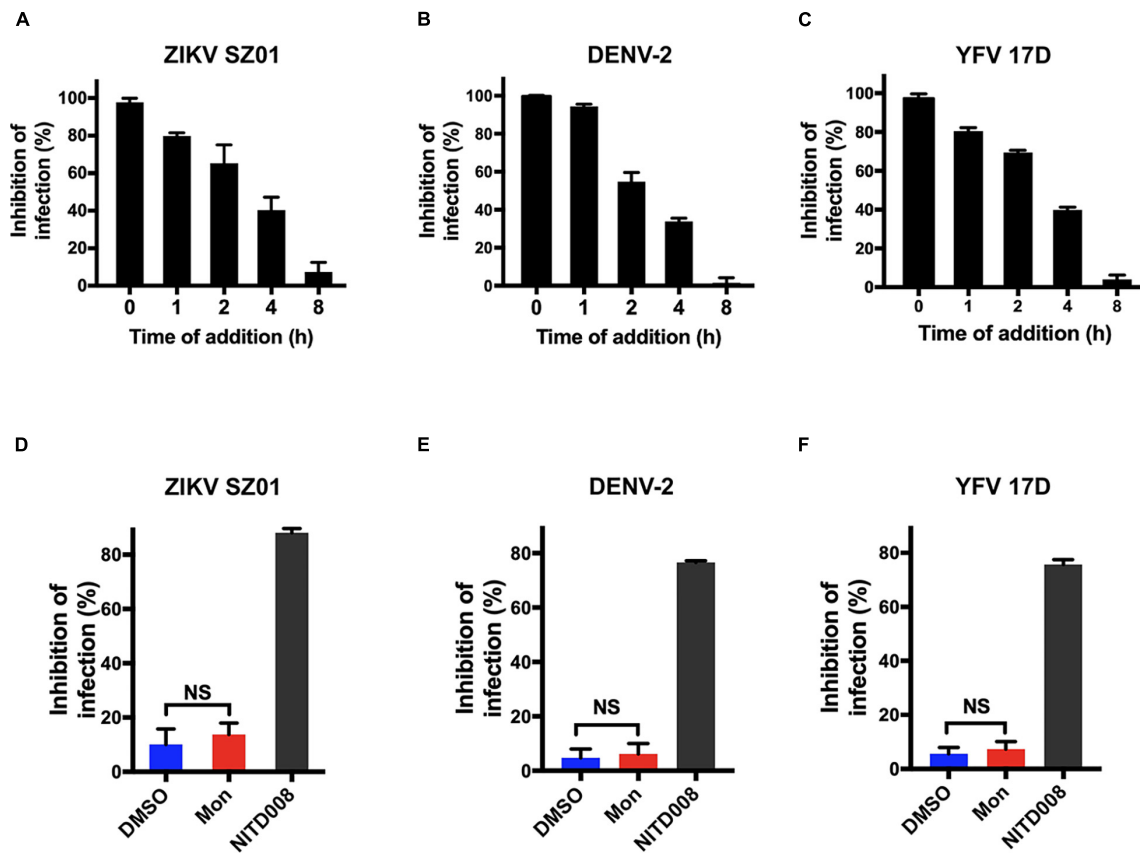 A
B
C
ZIKV SZ01
DENV-2
YFV 17D
Inhibition of
infection (%)
100
80
60
40
20
0
0 1 2 4 8
Time of addition (h)
Inhibition of
infection (%)
100
80
60
40
20
0
0 1 2 4 8
Time of addition (h)
Inhibition of
infection (%)
100
80
60
40
20
0
0 1 2 4 8
Time of addition (h)
D
E
F
ZIKV SZ01
DENV-2
YFV 17D
Inhibition of
infection (%)
80
60
40
20
0
NS
DMSO
Mon
NITD008
Inhibition of
infection (%)
80
60
40
20
0
NS
DMSO
Mon
NITD008
Inhibition of
infection (%)
80
60
40
20
0
NS
DMSO
Mon
NITD008